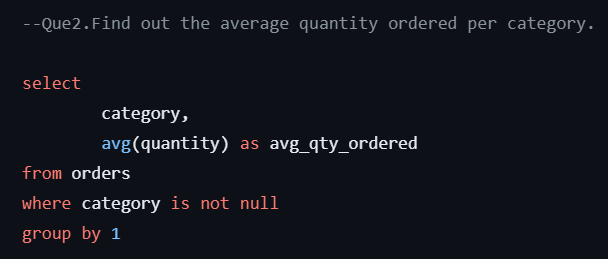 --Que2.Find out the average quantity ordered per category.
select
category,
avg(quantity) as avg_qty_ordered
from orders
where category is not null
group by 1